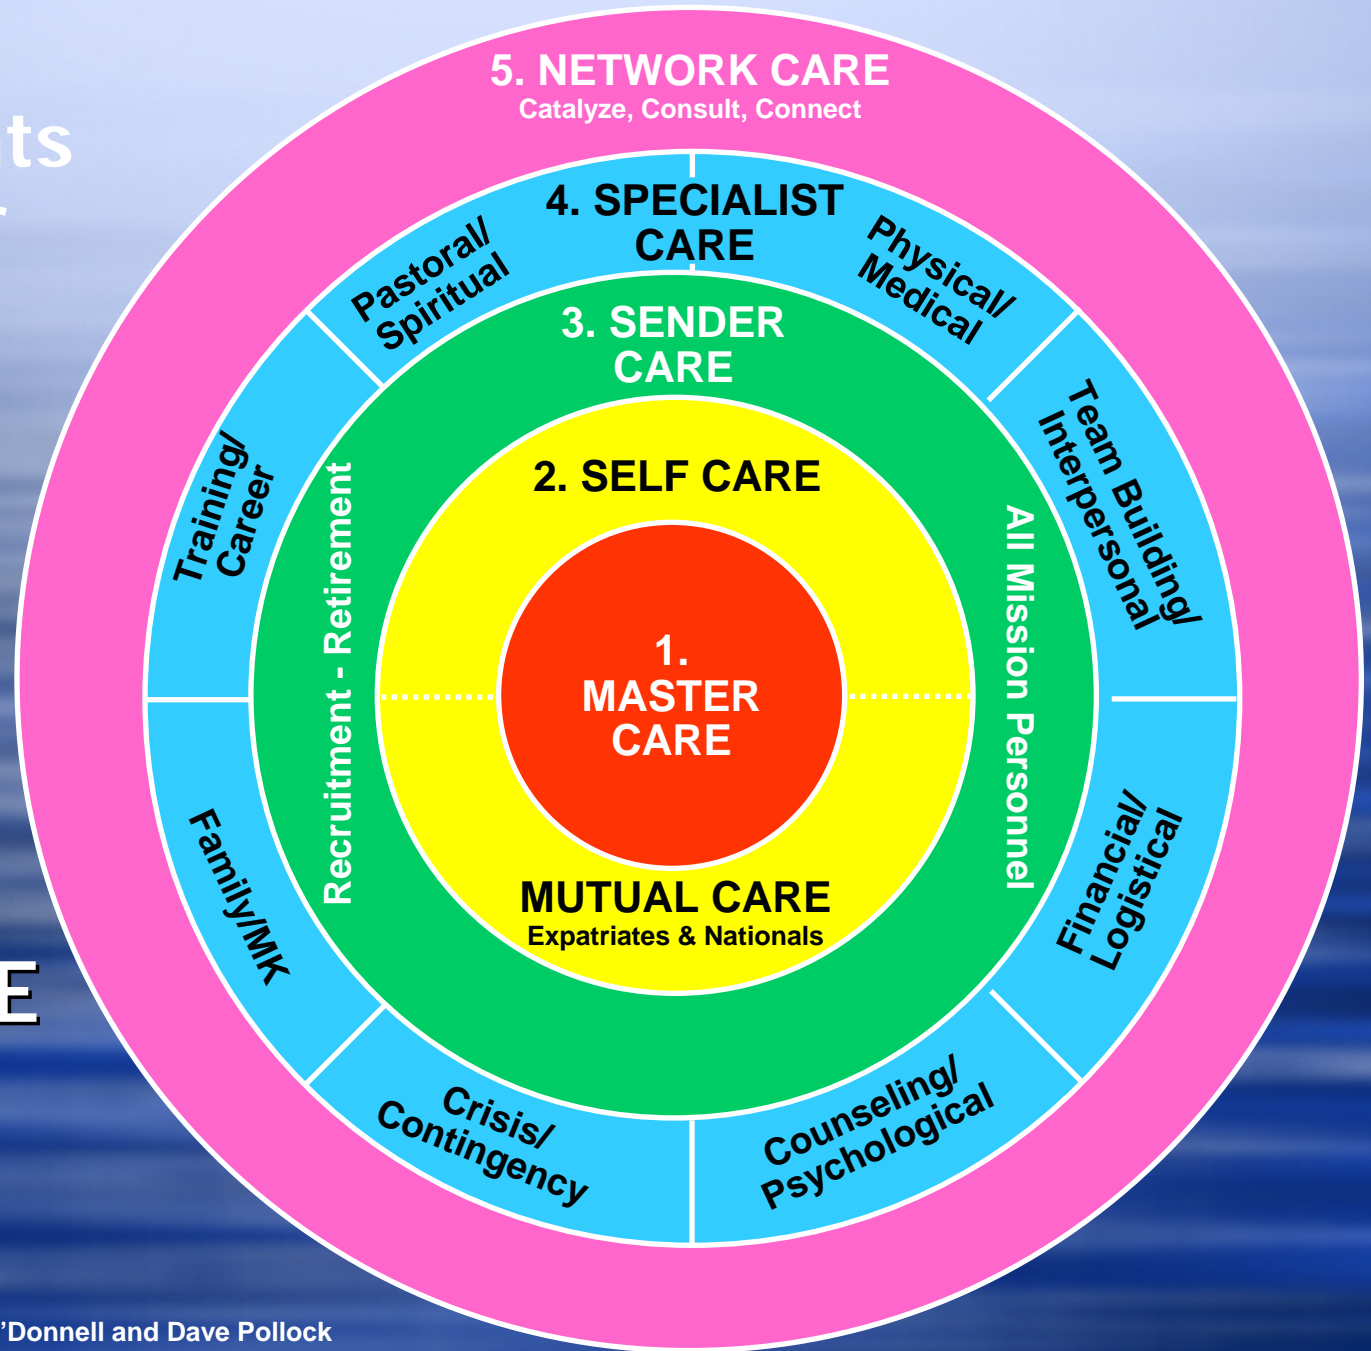 5. NETWORK CARE
Catalyze, Consult, Connect
4. SPECIALIST
CARE
Pastoral/
Spiritual
Physical/
Medical
3. SENDER
CARE
Training/
Career
Team Building/
Interpersonal
2. SELF CARE
Recruitment - Retirement
All Mission Personnel
1.
MASTER
CARE
MUTUAL CARE
Expatriates & Nationals
Family/MK
Financial/
Logistical
Crisis/
Contingency
Counseling/
Psychological
'Donnell and Dave Pollock